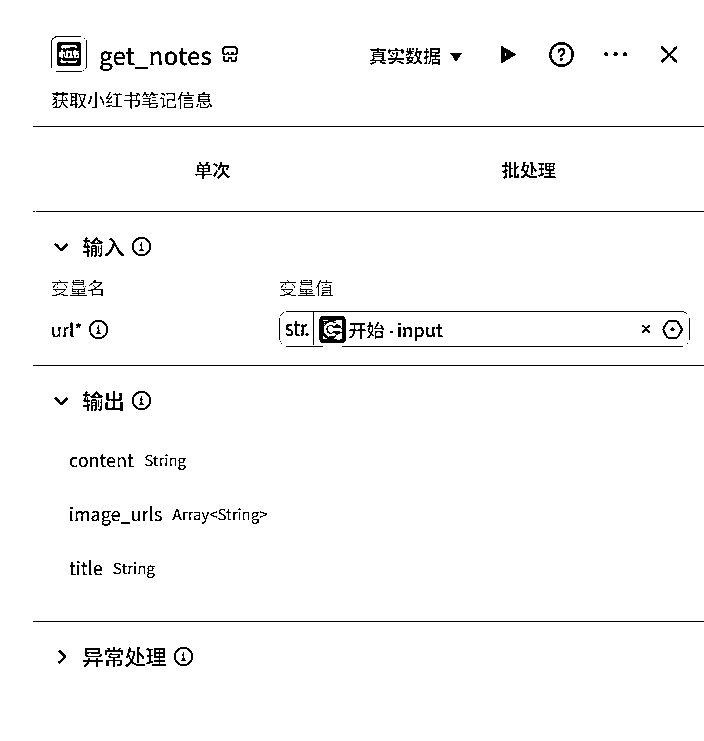 get_notes 真实数据
获取小红书笔记信息
单次 批处理
输入
变量名 变量值
url* str. 开始 - input
输出
content String
image_urls Array<String>
title String
异常处理